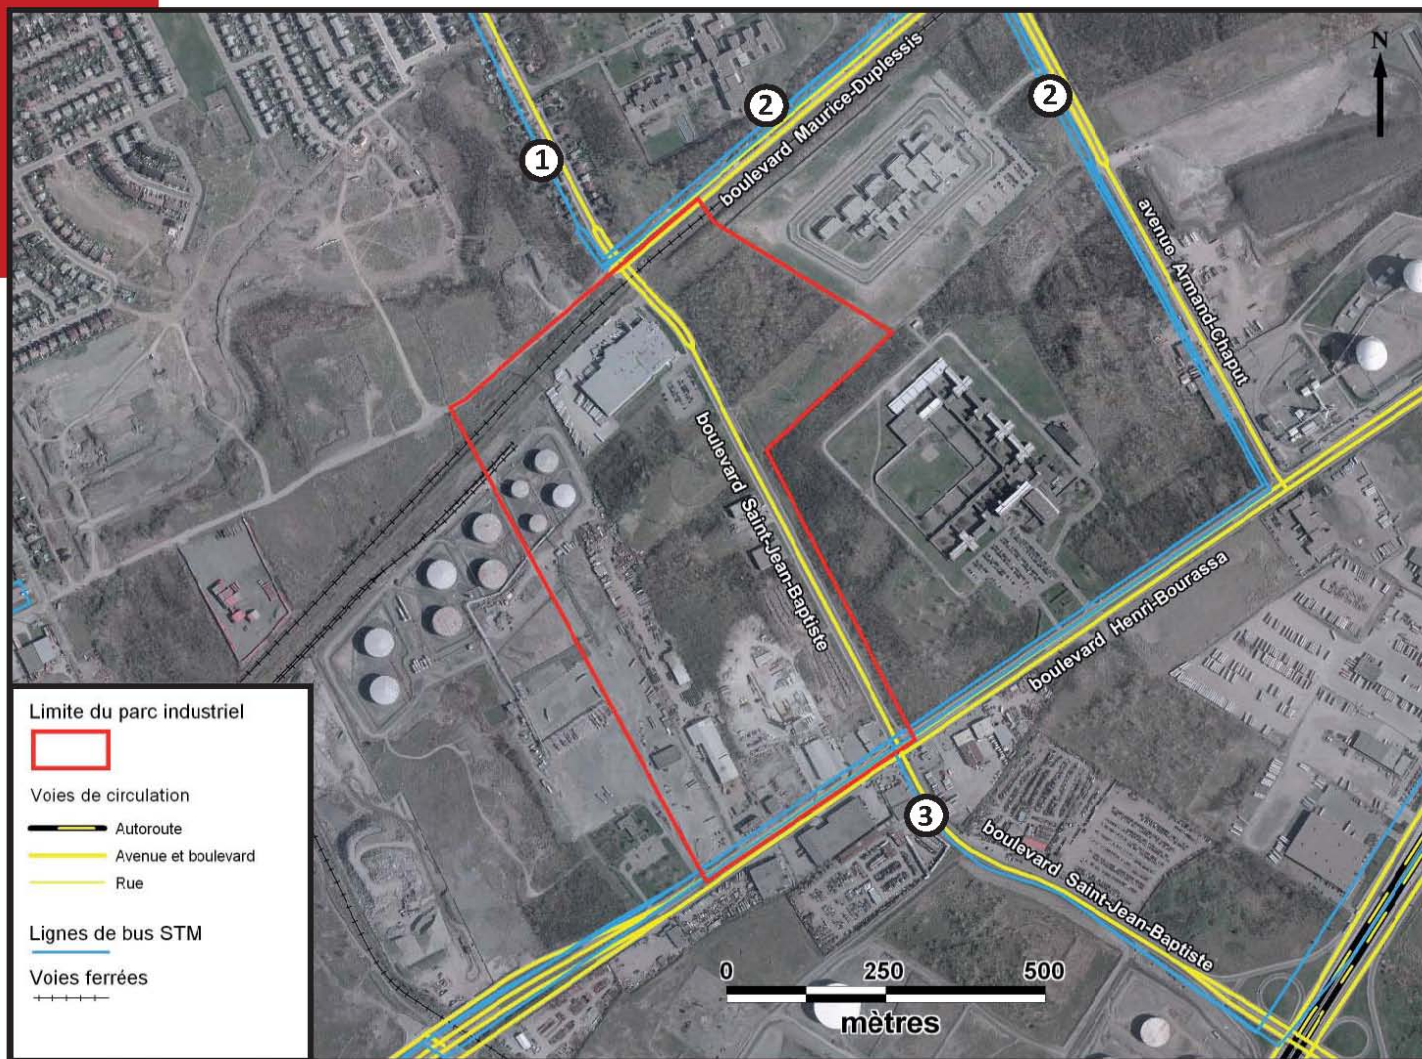 N
2
2
1
boulevard Maurice-Duplessis
avenue Armand-Chaput
boulevard Saint-Jean-Baptiste
boulevard Henri-Bourassa
3
boulevard Saint-Jean-Baptiste
Limite du parc industriel
Voies de circulation
Autoroute
Avenue et boulevard
Rue
Lignes de bus STM
Voies ferrées
0 250 500
mètres